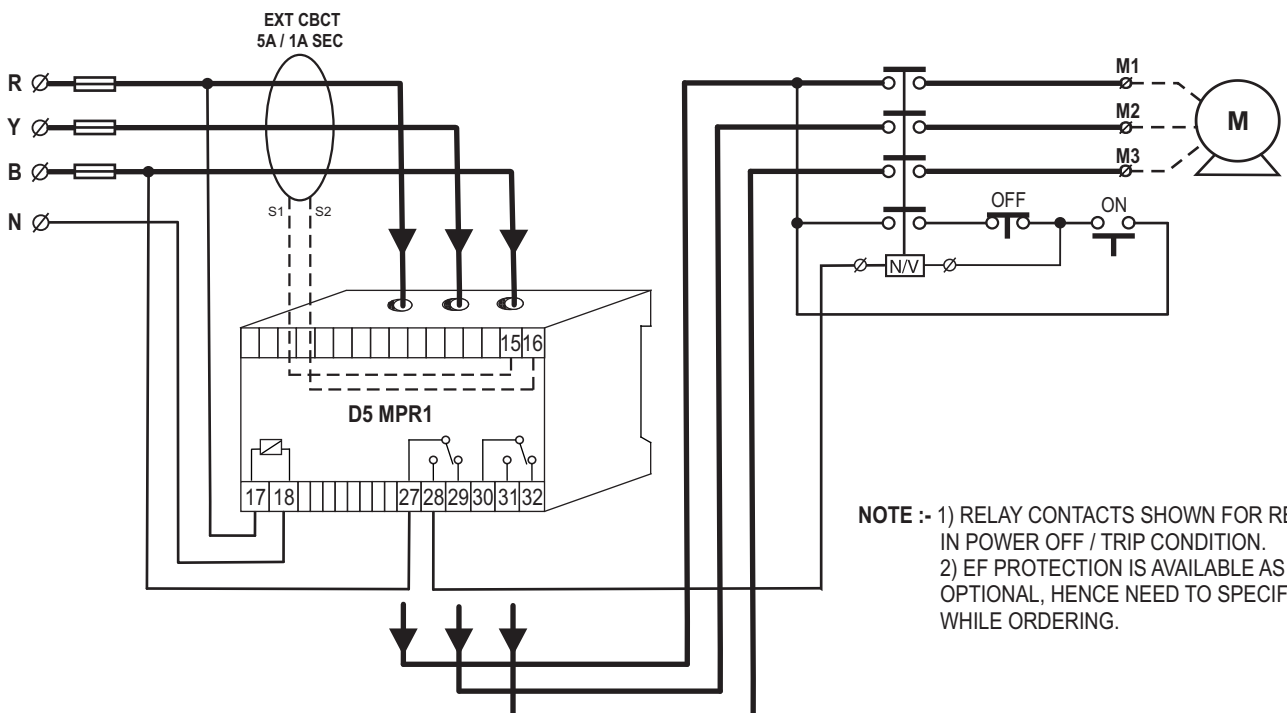 EXT CBCT
5A / 1A SEC
R
Y
B
N
S1 S2
M1
M2
M3
M
OFF
ON
N/V
15 16
D5 MPR1
17 18 27 28 29 30 31 32
NOTE :- 1) RELAY CONTACTS SHOWN FOR
IN POWER OFF / TRIP CONDITION.
2) EF PROTECTION IS AVAILABLE AS
OPTIONAL, HENCE NEED TO
WHILE ORDERING.